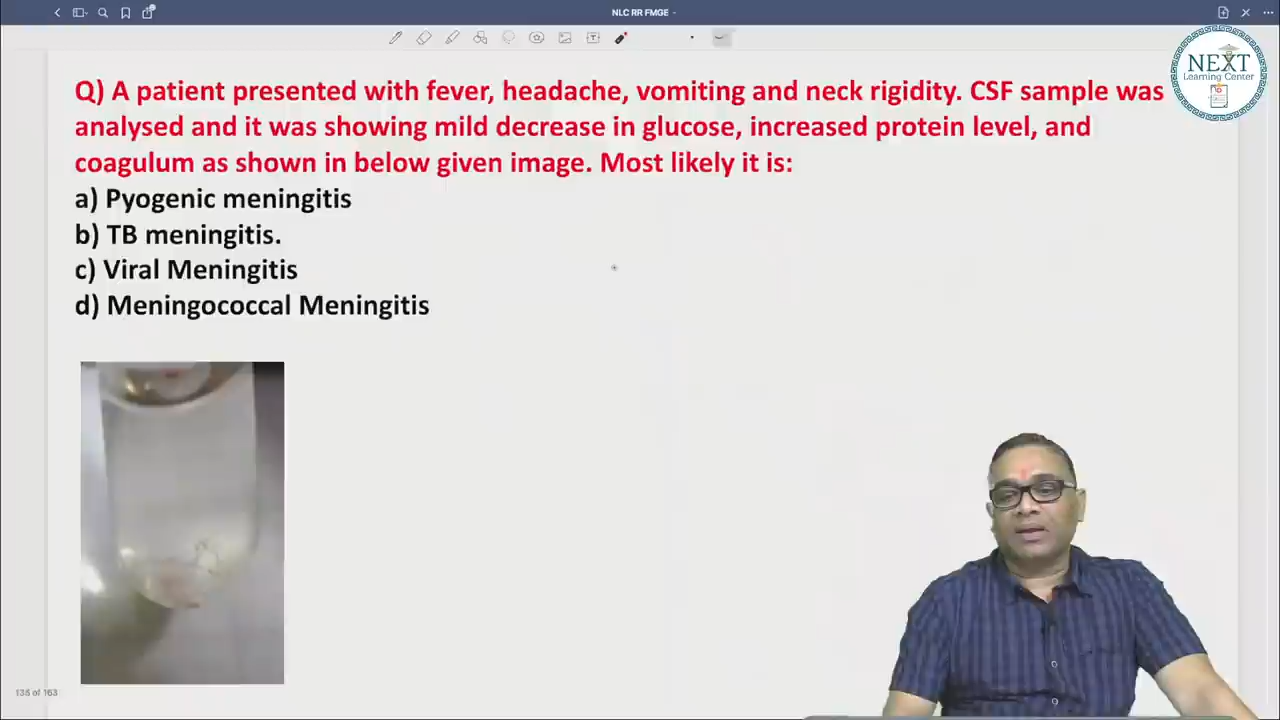 NLC RR FMGE
NEXT
Learning Center
Q) A patient presented with fever, headache, vomiting and neck rigidity. CSF sample was
analysed and it was showing mild decrease in glucose, increased protein level, and
coagulum as shown in below given image. Most likely it is:
a) Pyogenic meningitis
b) TB meningitis.
c) Viral Meningitis
d) Meningococcal Meningitis
138 of 163